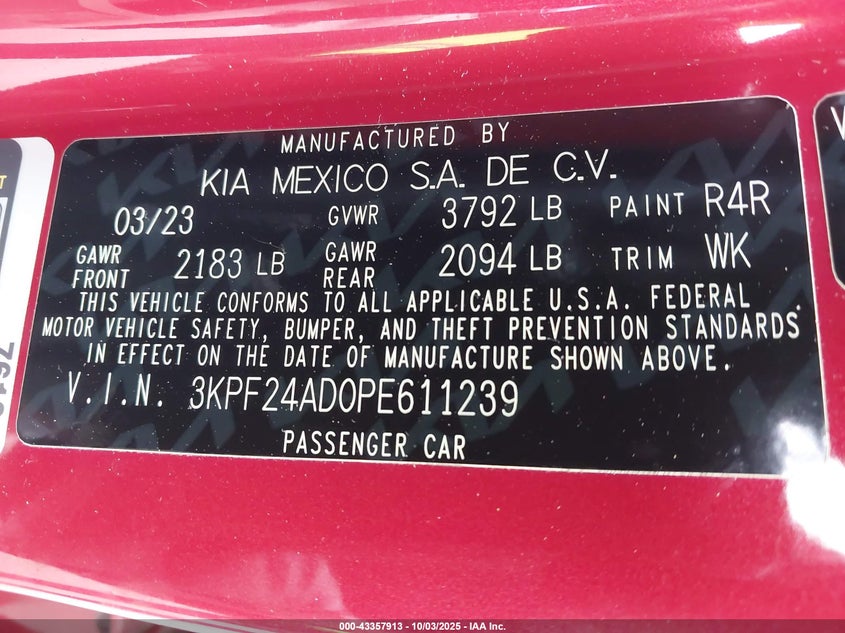 MANUFACTURED BY
KIA MEXICO S.A. DE C.V.
03/23 GVWR 3792 LB PAINT R4R
GAWR FRONT 2183 LB GAWR REAR 2094 LB TRIM WK
THIS VEHICLE CONFORMS TO ALL APPLICABLE U.S.A. FEDERAL
MOTOR VEHICLE SAFETY, BUMPER, AND THEFT PREVENTION STANDARDS
IN EFFECT ON THE DATE OF MANUFACTURE SHOWN ABOVE.
V.I.N. 3KPF24AD0PE611239
PASSENGER CAR
000-43357913 - 10/03/2025 - IAA Inc.